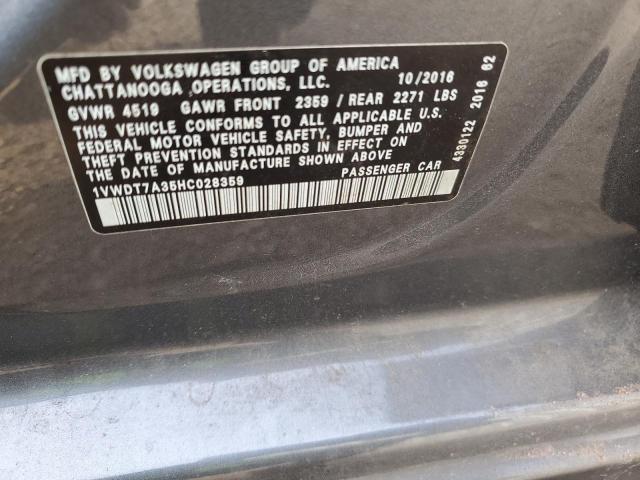 MFD BY VOLKSWAGEN GROUP OF AMERICA
CHATTANOOGA OPERATIONS, LLC. 10/2016
GVWR 4519 GAWR FRONT 2359 / REAR 2271 LBS
THIS VEHICLE CONFORMS TO ALL APPLICABLE U.S.
FEDERAL MOTOR VEHICLE SAFETY, BUMPER AND
THEFT PREVENTION STANDARDS IN EFFECT ON
THE DATE OF MANUFACTURE SHOWN ABOVE
1VWDT7A35HC028359 PASSENGER CAR
4330122 2016 62